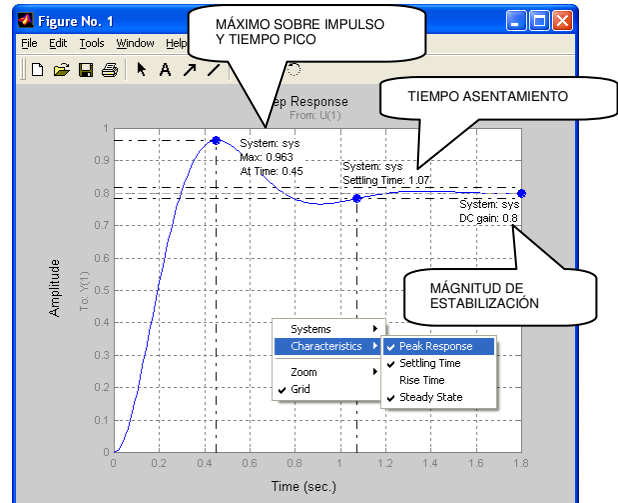 Figure No. 1
File Edit Tools Window Help
MÁXIMO SOBRE IMPULSO
Y TIEMPO PICO
TIEMPO ASENTAMIENTO
ep Response
From: U(1)
System: sys
Max: 0.963
At Time: 0.45
System: sys
Settling Time: 1.07
System: sys
DC gain: 0.8
MÁGNITUD DE
ESTABILIZACIÓN
Amplitude
To: Y(1)
1
0.9
0.8
0.7
0.6
0.5
0.4
0.3
0.2
0.1
0
Systems
Characteristics
Zoom
Grid
Peak Response
Settling Time
Rise Time
Steady State
0 0.2 0.4 0.6 0.8 1 1.2 1.4 1.6 1.8
Time (sec.)